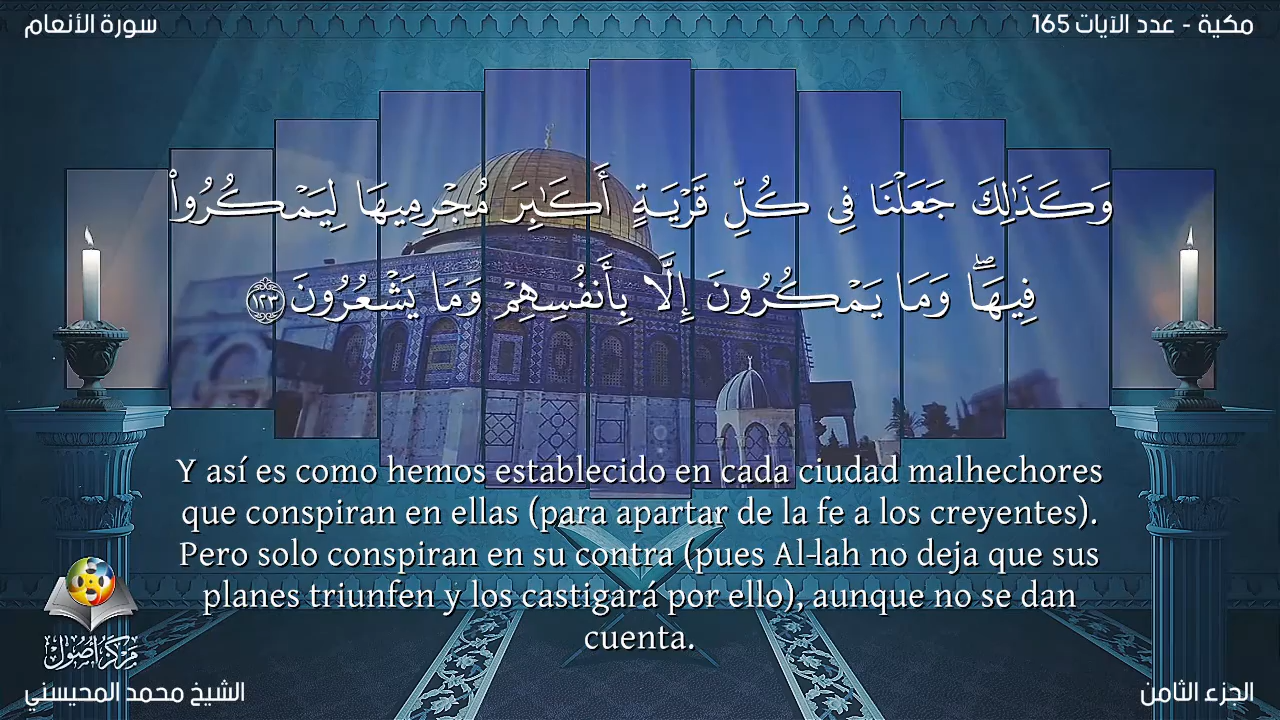 سورة الأنعام
مكية - عدد الآيات 165
وَكَذَٰلِكَ جَعَلْنَا فِي كُلِّ قَرْيَةٍ أَكَٰبِرَ مُجْرِمِيهَا لِيَمْكُرُوا۟
فِيهَا ۖ وَمَا يَمْكُرُونَ إِلَّا بِأَنفُسِهِمْ وَمَا يَشْعُرُونَ ١٢٣
Y así es como hemos establecido en cada ciudad malhechores
que conspiran en ellas (para apartar de la fe a los creyentes).
Pero solo conspiran en su contra (pues Al-lah no deja que sus
planes triunfen y los castigará por ello), aunque no se dan
cuenta.
مركز أصول
الشيخ محمد المحيسني
الجزء الثامن